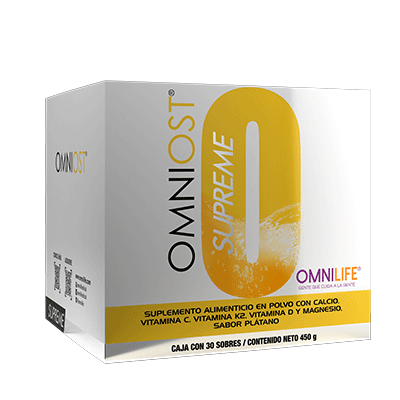 OMNIOST®
SUPREME
OMNILIFE®
GENTE QUE CUIDA A LA GENTE
SUPLEMENTO ALIMENTICIO EN POLVO CON CALCIO,
VITAMINA C, VITAMINA K2, VITAMINA D Y MAGNESIO,
SABOR PLÁTANO
CAJA CON 30 SOBRES / CONTENIDO NETO 450 g
OMNIOST®
SUPREME